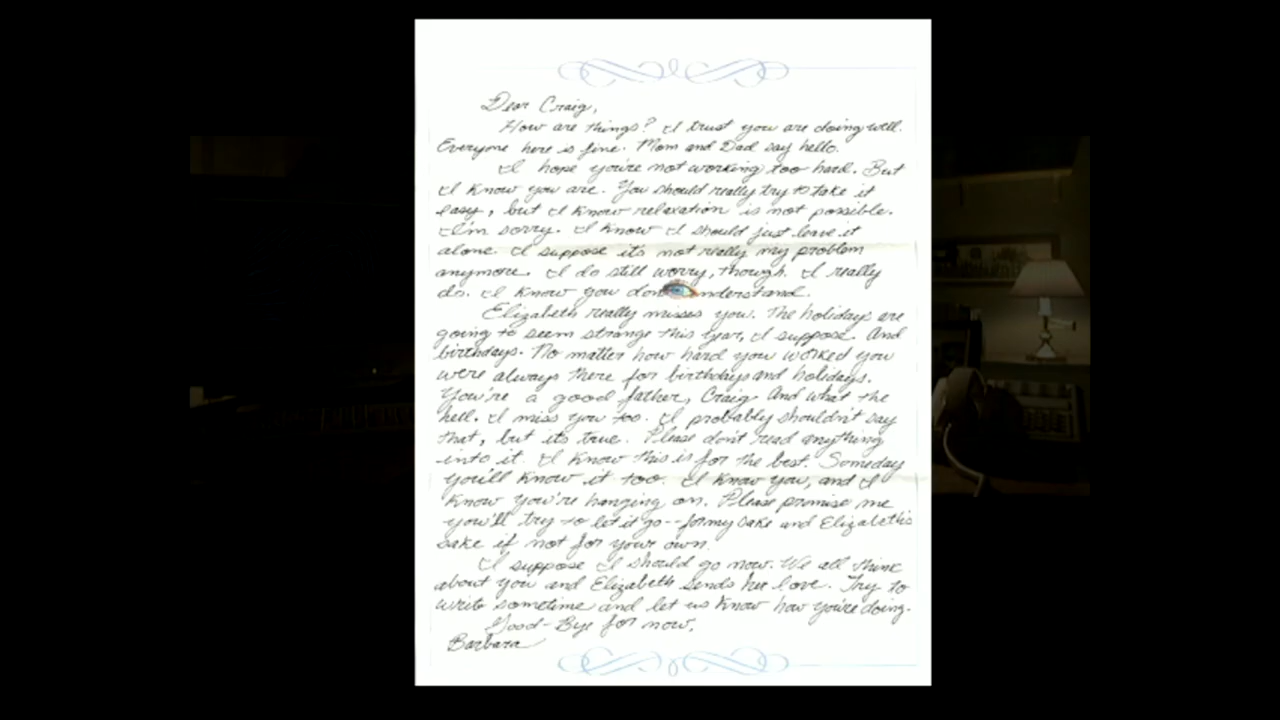 Dear Craig,
How are things? I trust you are doing well.
Everyone here is fine. Mom and Dad say hello.
I hope you're not working too hard. But
I know you are. You should really try to take it
easy, but I know relaxation is not possible.
I'm sorry. I know I should just leave it
alone. I suppose it's not really my problem
anymore. I do still worry, though. I really
do. I know you don nderstand.
Elizabeth really misses you. The holidays are
going to seem strange this year, I suppose. And
birthdays. No matter how hard you worked you
were always there for birthdays and holidays.
You're a good father, Craig. And what the
hell. I miss you too. I probably shouldn't say
that, but it's true. Please don't read anything
into it. I know this is for the best. Someday
you'll know it too. I know you, and I
know you're hanging on. Please promise me
you'll try to let it go--for my sake and Elizabeth's
sake if not for your own.
I suppose I should go now. We all think
about you and Elizabeth sends her love. Try to
write sometime and let us know how you're doing.
Good-Bye for now,
Barbara